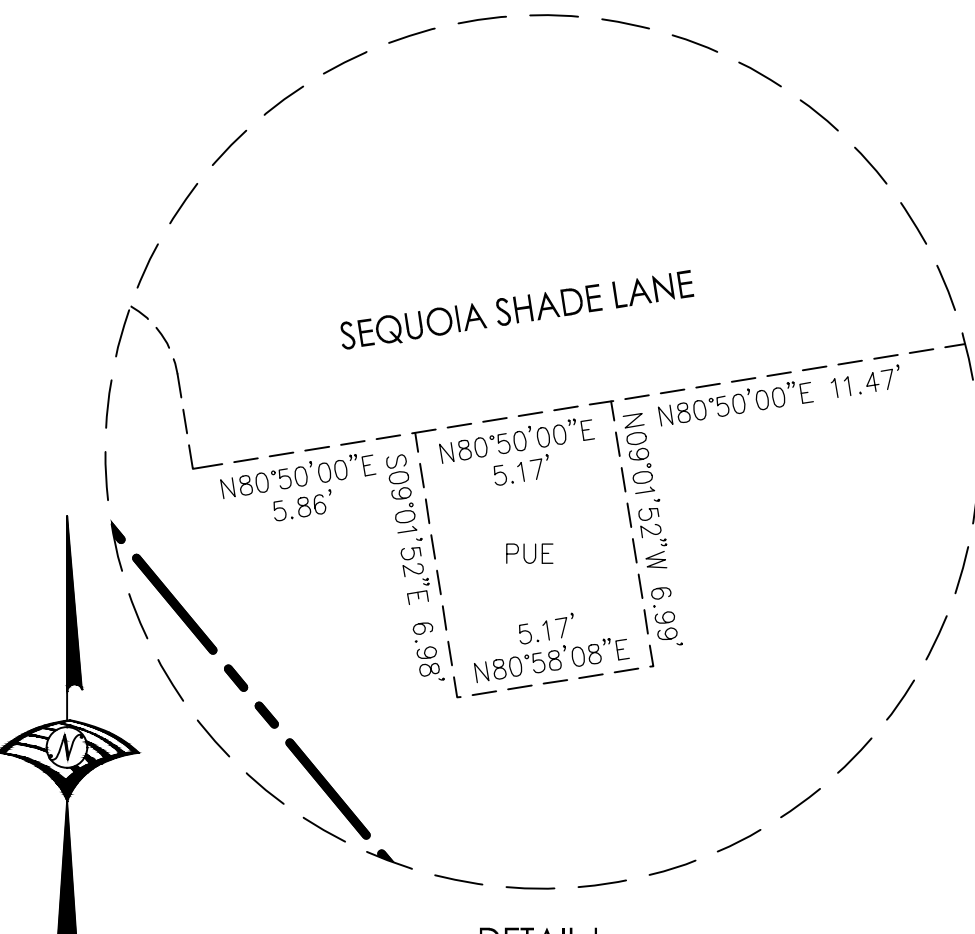 SEQUOIA SHADE LANE
N80°50'00"E 11.47'
N80°50'00"E
5.17'
N80°50'00"E
5.86'
S09°01'52"E 6.98'
N09°01'52"W 6.99'
PUE
5.17'
N80°58'08"E
N